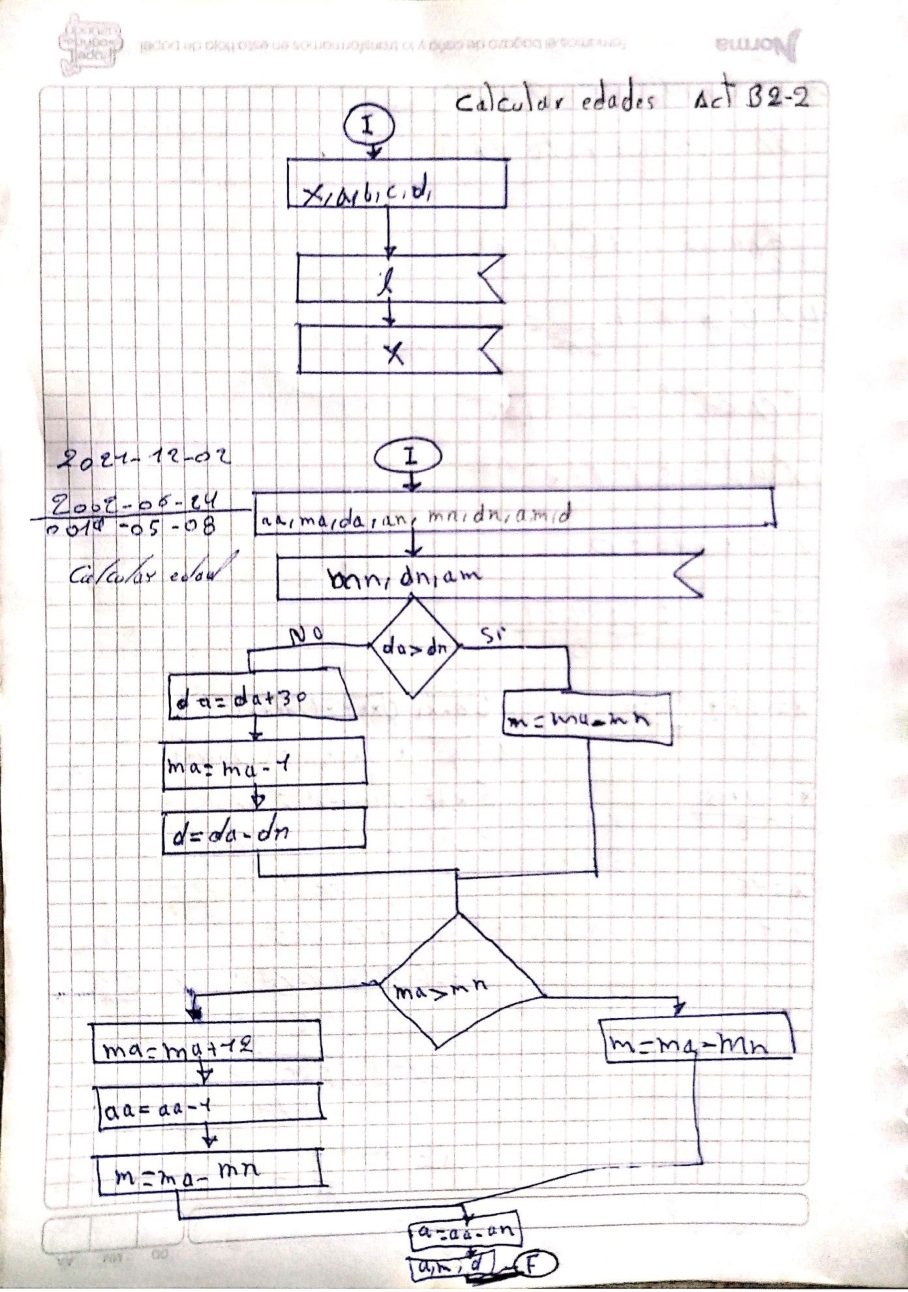 Norma
Tomamos el bagazo de caña y lo transformamos en esta hoja de papel
Calcular edades Act B2-2
I
x, a, b, c, d,
l
x
2021-12-02
I
2002-06-24
aa, ma, da, an, mn, dn, a, m, d
-05-08
Calcular edad
dn, am
No
da>dn
Si
da=da+30
m=ma-mn
ma=ma-1
d=da-dn
ma>mn
ma=ma+12
m=ma-mn
aa=aa-1
m=ma-mn
a=aa-an
a, m, d
F
DD MM AA